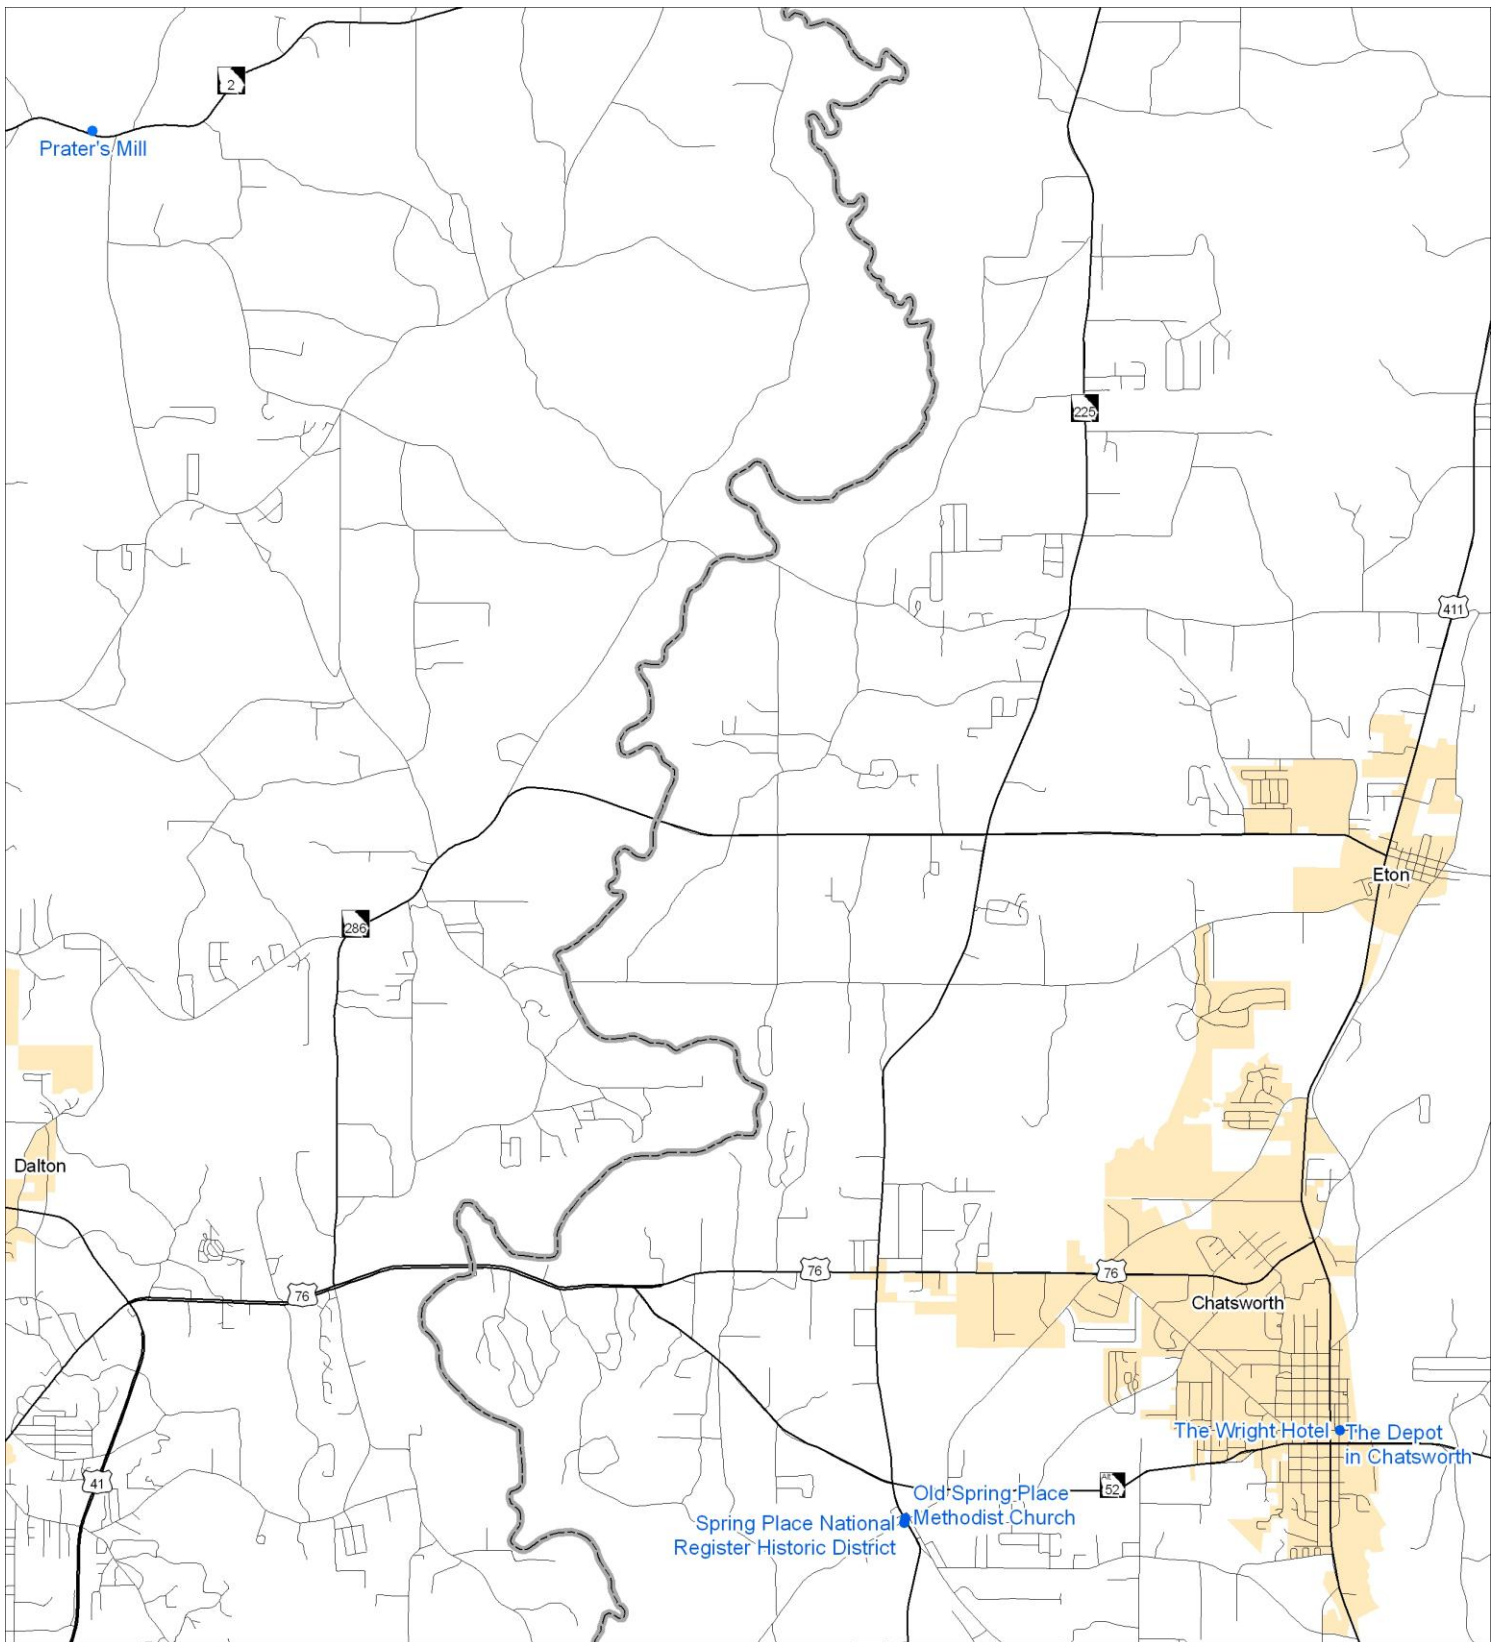 2
Prater's Mill
225
411
Eton
286
Dalton
76
76
76
Chatsworth
The Wright Hotel
The Depot
in Chatsworth
41
Alt
52
Old Spring Place
Methodist Church
Spring Place National
Register Historic District